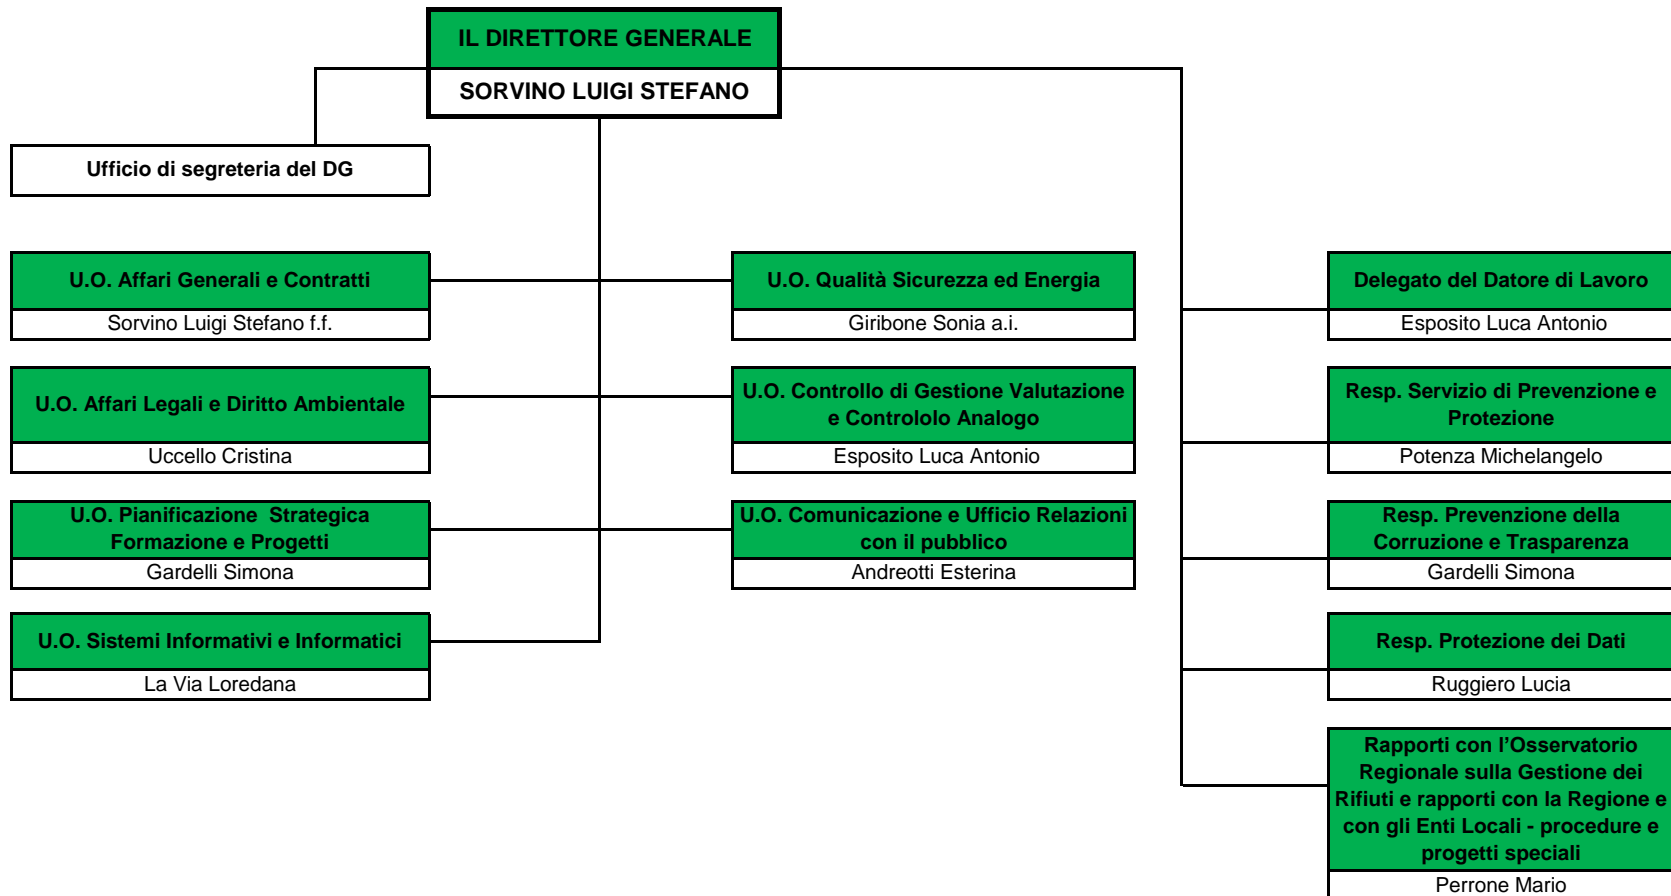 IL DIRETTORE GENERALE
SORVINO LUIGI STEFANO
Ufficio di segreteria del DG
U.O. Affari Generali e Contratti
Sorvino Luigi Stefano f.f.
U.O. Qualità Sicurezza ed Energia
Giribone Sonia a.i.
Delegato del Datore di Lavoro
Esposito Luca Antonio
U.O. Affari Legali e Diritto Ambientale
Uccello Cristina
U.O. Controllo di Gestione Valutazione
e Contrololo Analogo
Esposito Luca Antonio
Resp. Servizio di Prevenzione e
Protezione
Potenza Michelangelo
U.O. Pianificazione  Strategica
Formazione e Progetti
Gardelli Simona
U.O. Comunicazione e Ufficio Relazioni
con il pubblico
Andreotti Esterina
Resp. Prevenzione della
Corruzione e Trasparenza
Gardelli Simona
U.O. Sistemi Informativi e Informatici
La Via Loredana
Resp. Protezione dei Dati
Ruggiero Lucia
Rapporti con l’Osservatorio
Regionale sulla Gestione dei
Rifiuti e rapporti con la Regione e
con gli Enti Locali - procedure e
progetti speciali
Perrone Mario